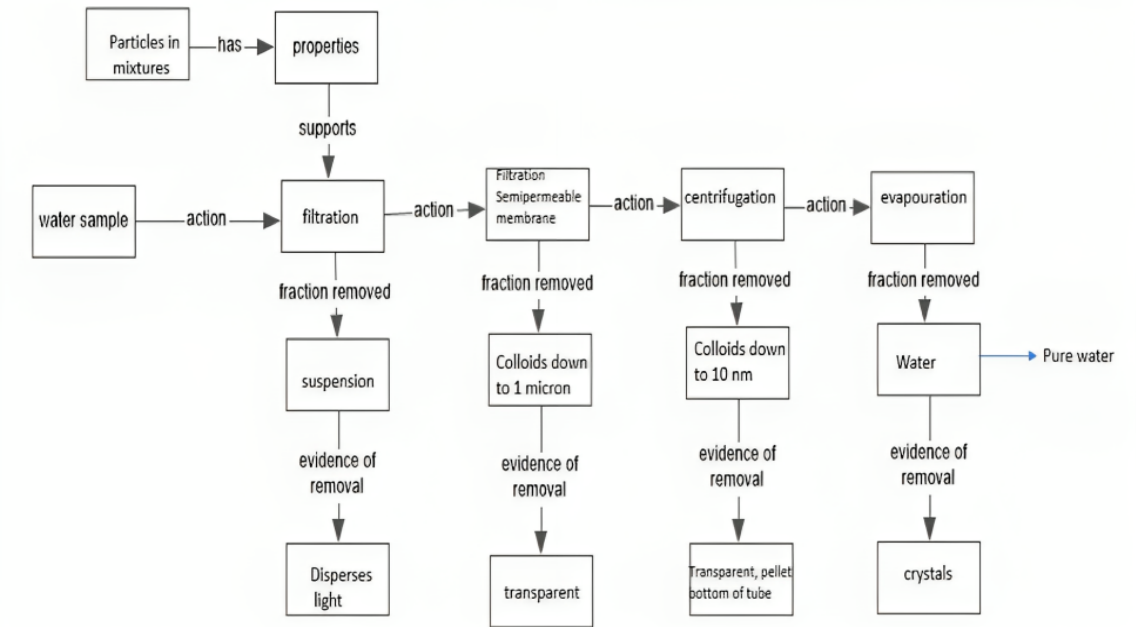 Particles in
mixtures
has
properties
supports
water sample
action
filtration
action
Filtration
Semipermeable
membrane
action
centrifugation
action
evapouration
fraction removed
fraction removed
fraction removed
fraction removed
suspension
Colloids down
to 1 micron
Colloids down
to 10 nm
Water
Pure water
evidence of
removal
evidence of
removal
evidence of
removal
evidence of
removal
Disperses
light
transparent
Transparent, pellet
bottom of tube
crystals